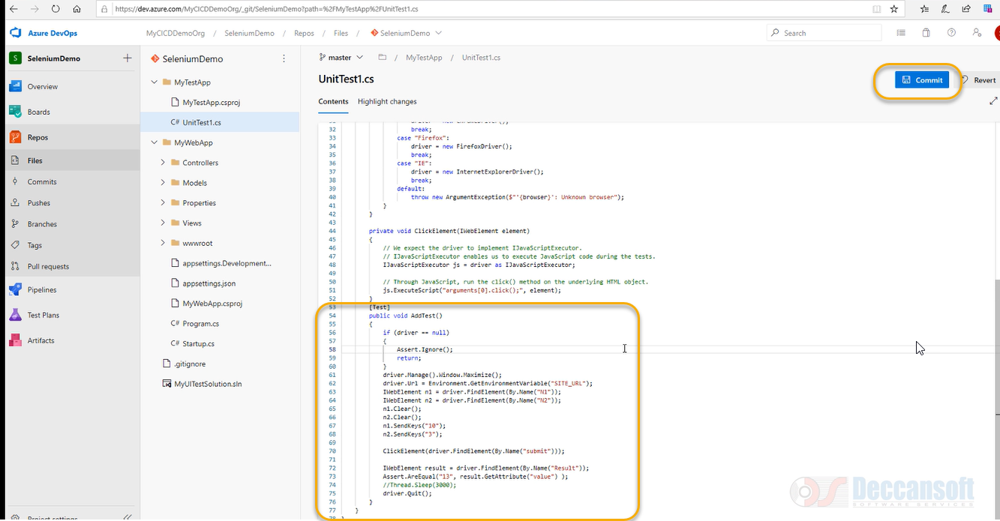 https://dev.azure.com/MyCICDDemoOrg/_git/SeleniumDemo?path=%2FMyTestApp%2FUnitTest1.cs
Azure DevOps
MyCICDDemoOrg / SeleniumDemo / Repos / Files / SeleniumDemo
Search
S SeleniumDemo
Overview
Boards
Repos
Files
Commits
Pushes
Branches
Tags
Pull requests
Pipelines
Test Plans
Artifacts
Project settings
SeleniumDemo
MyTestApp
MyTestApp.csproj
C# UnitTest1.cs
MyWebApp
Controllers
Models
Properties
Views
wwwroot
appsettings.Development...
appsettings.json
MyWebApp.csproj
C# Program.cs
C# Startup.cs
.gitignore
MyUITestSolution.sln
master / MyTestApp / UnitTest1.cs
UnitTest1.cs
Commit
Revert
Contents Highlight changes
31 driver = new ChromeDriver();
32 break;
33 case "Firefox":
34 driver = new FirefoxDriver();
35 break;
36 case "IE":
37 driver = new InternetExplorerDriver();
38 break;
39 default:
40 throw new ArgumentException($"'{browser}': Unknown browser");
41 }
42 }
43
44 private void ClickElement(IWebElement element)
45 {
46 // We expect the driver to implement IJavaScriptExecutor.
47 // IJavaScriptExecutor enables us to execute JavaScript code during the tests.
48 IJavaScriptExecutor js = driver as IJavaScriptExecutor;
49
50 // Through JavaScript, run the click() method on the underlying HTML object.
51 js.ExecuteScript("arguments[0].click();", element);
52 }
53 [Test]
54 public void AddTest()
55 {
56 if (driver == null)
57 {
58 Assert.Ignore();
59 return;
60 }
61 driver.Manage().Window.Maximize();
62 driver.Url = Environment.GetEnvironmentVariable("SITE_URL");
63 IWebElement n1 = driver.FindElement(By.Name("N1"));
64 IWebElement n2 = driver.FindElement(By.Name("N2"));
65 n1.Clear();
66 n2.Clear();
67 n1.SendKeys("10");
68 n2.SendKeys("3");
69
70 ClickElement(driver.FindElement(By.Name("submit")));
71
72 IWebElement result = driver.FindElement(By.Name("Result"));
73 Assert.AreEqual("13", result.GetAttribute("value") );
74 //Thread.Sleep(3000);
75 driver.Quit();
76 }
77 }
78 }
Deccansoft
SOFTWARE SERVICES